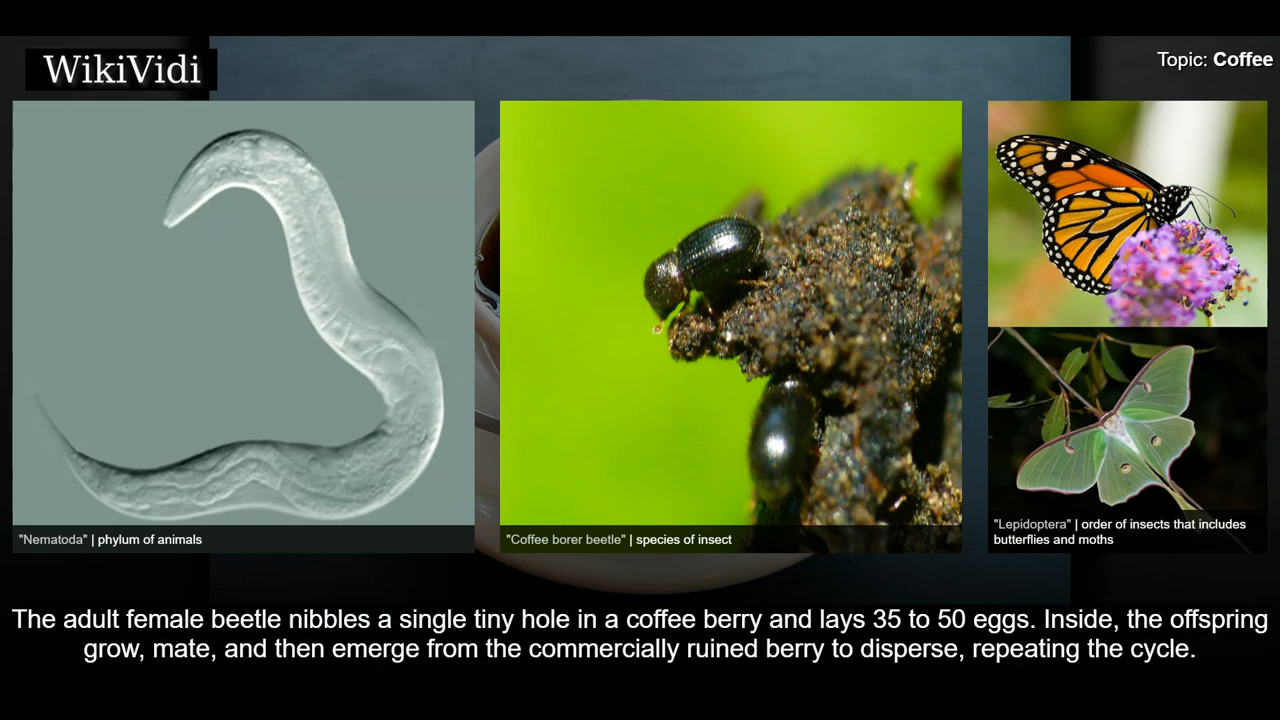 WikiVidi
Topic: Coffee
"Nematoda" | phylum of animals
"Coffee borer beetle" | species of insect
"Lepidoptera" | order of insects that includes
butterflies and moths
The adult female beetle nibbles a single tiny hole in a coffee berry and lays 35 to 50 eggs. Inside, the offspring
grow, mate, and then emerge from the commercially ruined berry to disperse, repeating the cycle.